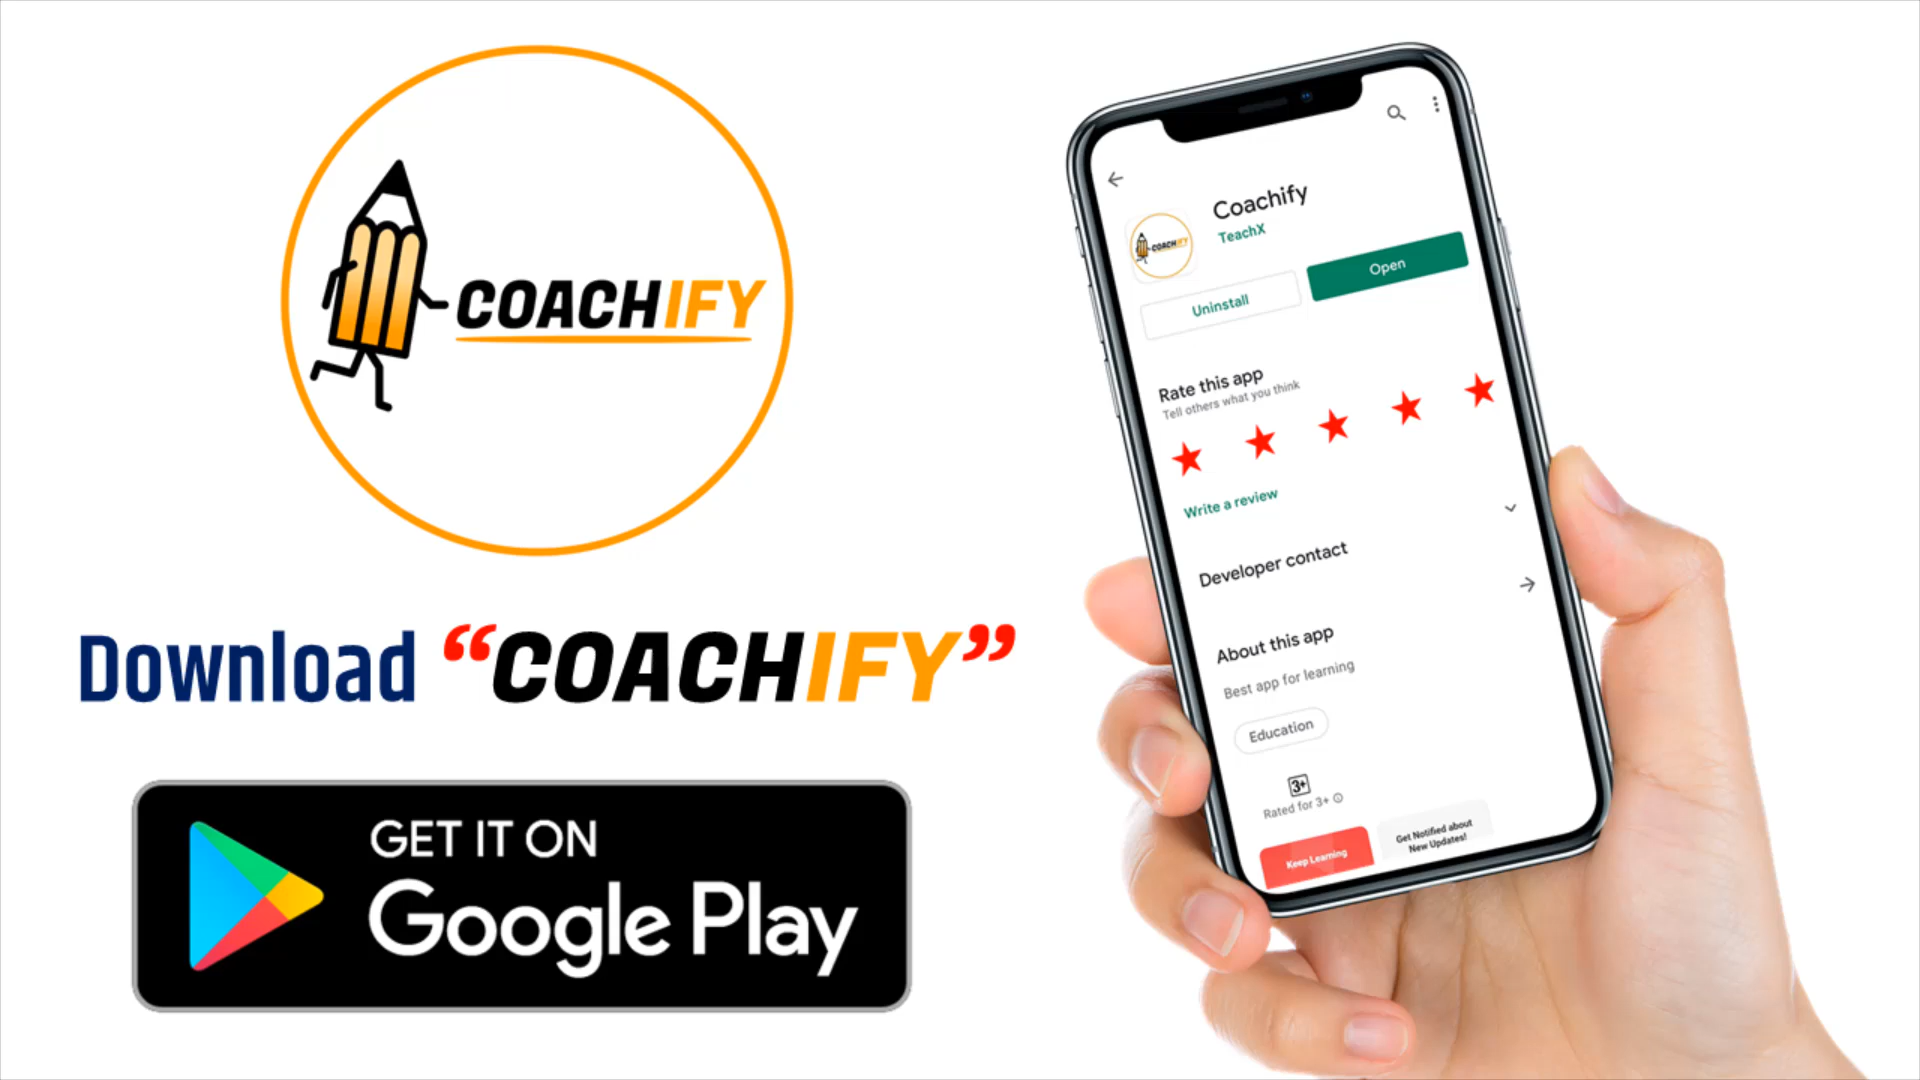 COACHIFY
Download “COACHIFY”
GET IT ON
Google Play
Coachify
TeachX
COACHIFY
Uninstall
Open
Rate this app
Tell others what you think
Write a review
Developer contact
About this app
Best app for learning
Education
3+
Rated for 3+
Keep Learning
Get Notified about
New Updates!